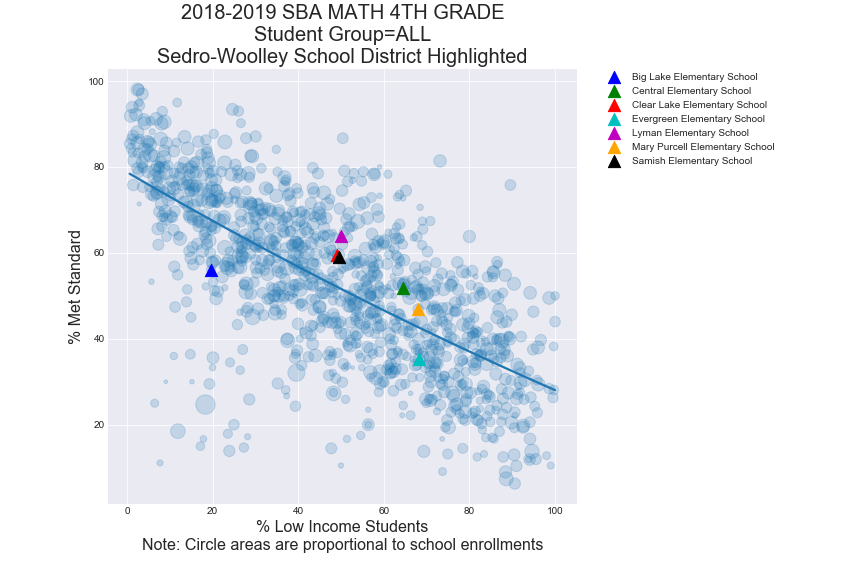 2018-2019 SBA MATH 4TH GRADE
Student Group=ALL
Sedro-Woolley School District Highlighted
Big Lake Elementary School
Central Elementary School
Clear Lake Elementary School
Evergreen Elementary School
Lyman Elementary School
Mary Purcell Elementary School
Samish Elementary School
% Met Standard
100
80
60
40
20
0 20 40 60 80 100
% Low Income Students
Note: Circle areas are proportional to school enrollments